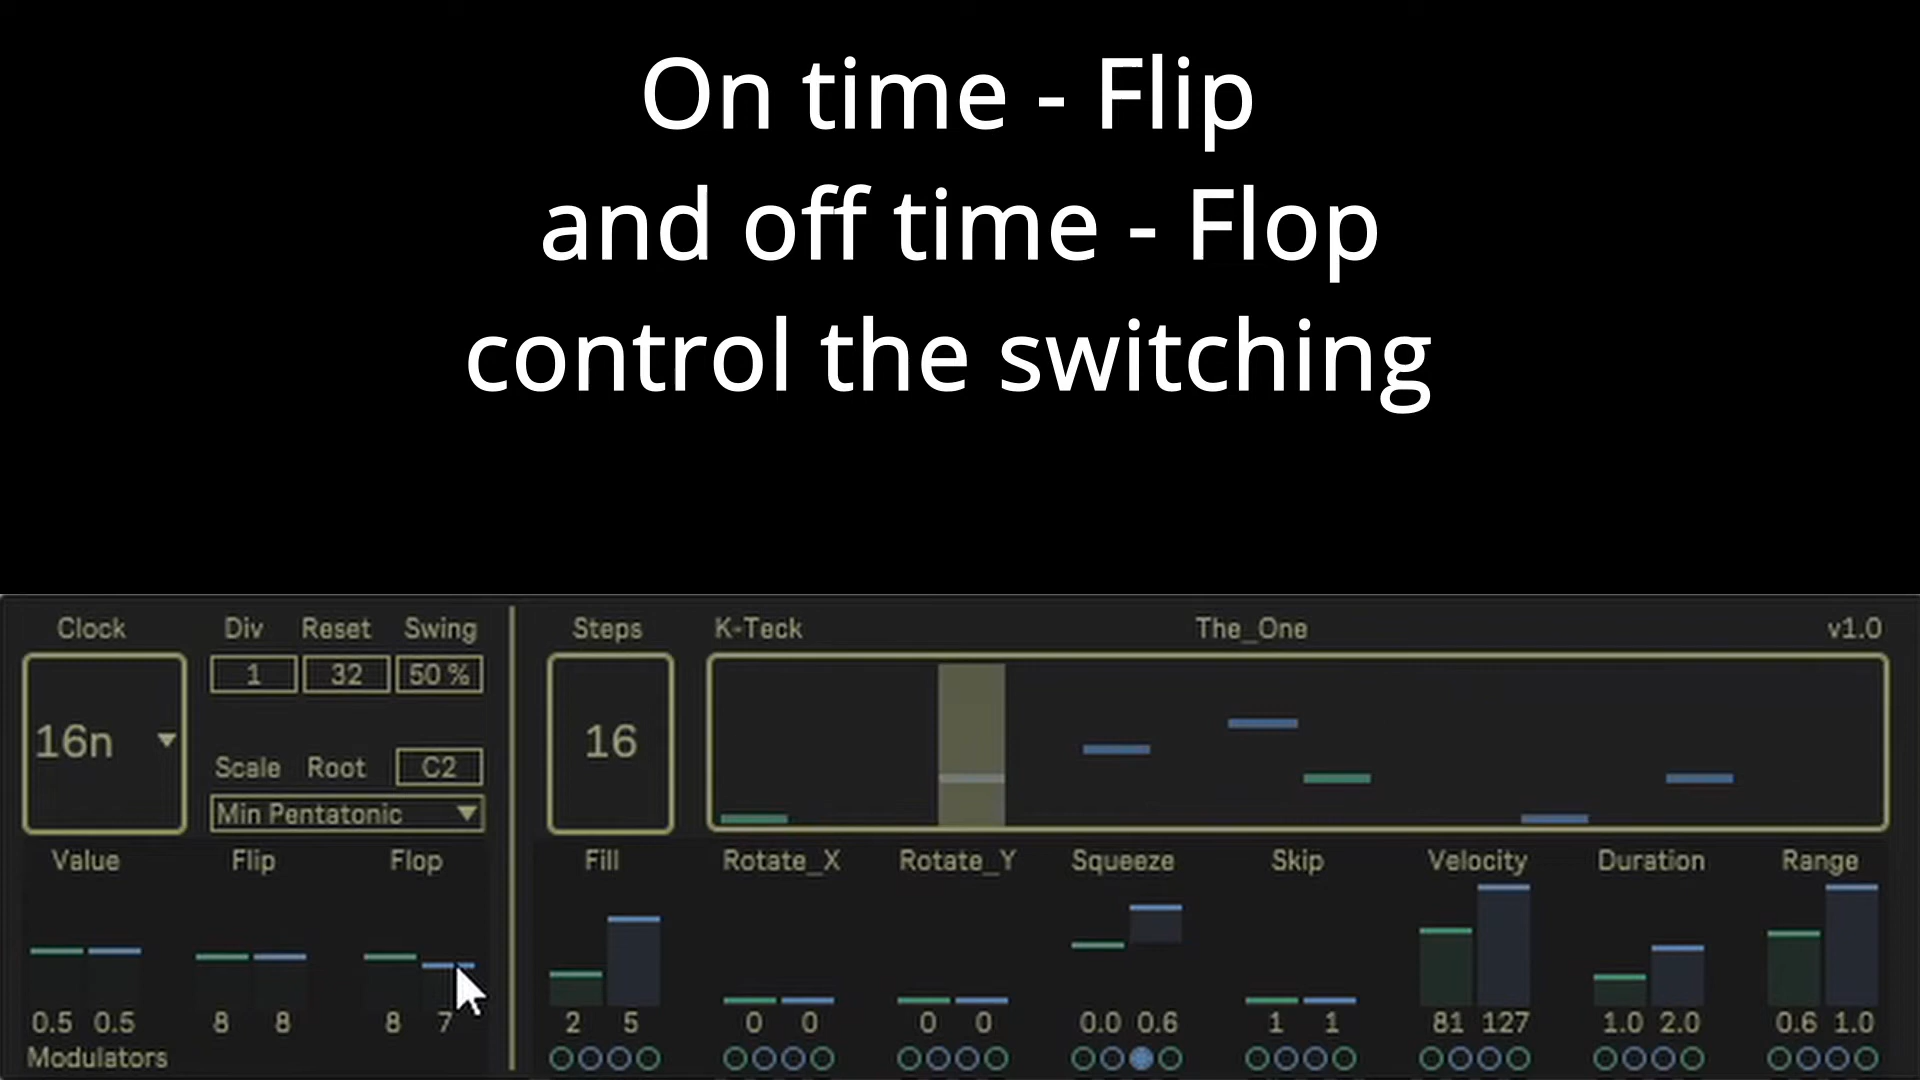 On time - Flip
and off time - Flop
control the switching
Clock Div Reset Swing Steps K-Teck The_One v1.0
1 32 50 %
16n 16
Scale Root C2
Min Pentatonic
Value Flip Flop Fill Rotate_X Rotate_Y Squeeze Skip Velocity Duration Range
0.5 0.5 8 8 8 7 2 5 0 0 0 0 0.0 0.6 1 1 81 127 1.0 2.0 0.6 1.0
Modulators